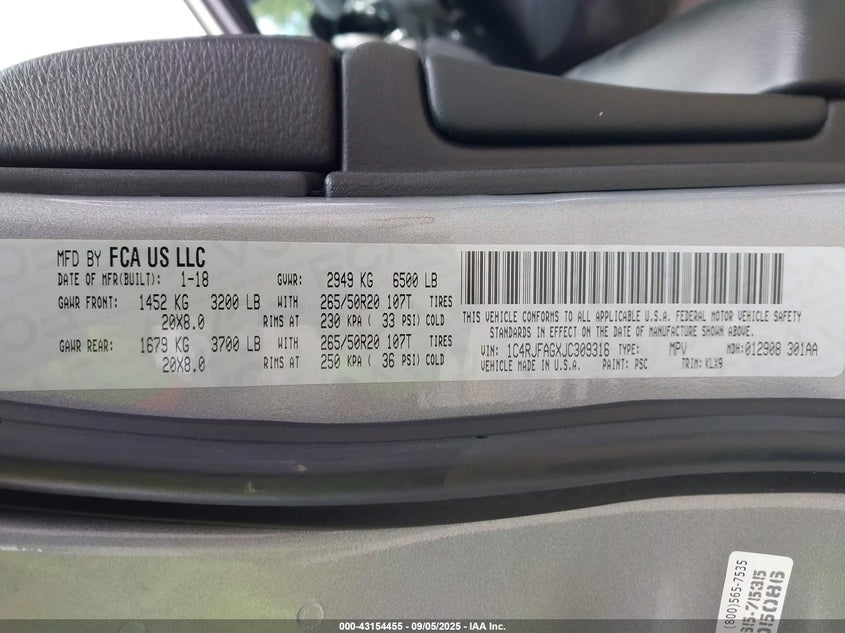 MFD BY FCA US LLC
DATE OF MFR(BUILT): 1-18 GVWR: 2949 KG 6500 LB
GAWR FRONT: 1452 KG 3200 LB WITH 265/50R20 107T TIRES
20X8.0 RIMS AT 230 KPA ( 33 PSI) COLD
GAWR REAR: 1679 KG 3700 LB WITH 265/50R20 107T TIRES
20X8.0 RIMS AT 250 KPA ( 36 PSI) COLD
THIS VEHICLE CONFORMS TO ALL APPLICABLE U.S.A. FEDERAL MOTOR VEHICLE SAFETY
STANDARDS IN EFFECT ON THE DATE OF MANUFACTURE SHOWN ABOVE.
VIN: 1C4RJFAGXJC309316 TYPE: MPV MDH:012908 301AA
VEHICLE MADE IN U.S.A. PAINT: PSC TRIM: KLX9
(800)565-7535
315-715315
15086
000-43154455 - 09/05/2025 - IAA Inc.